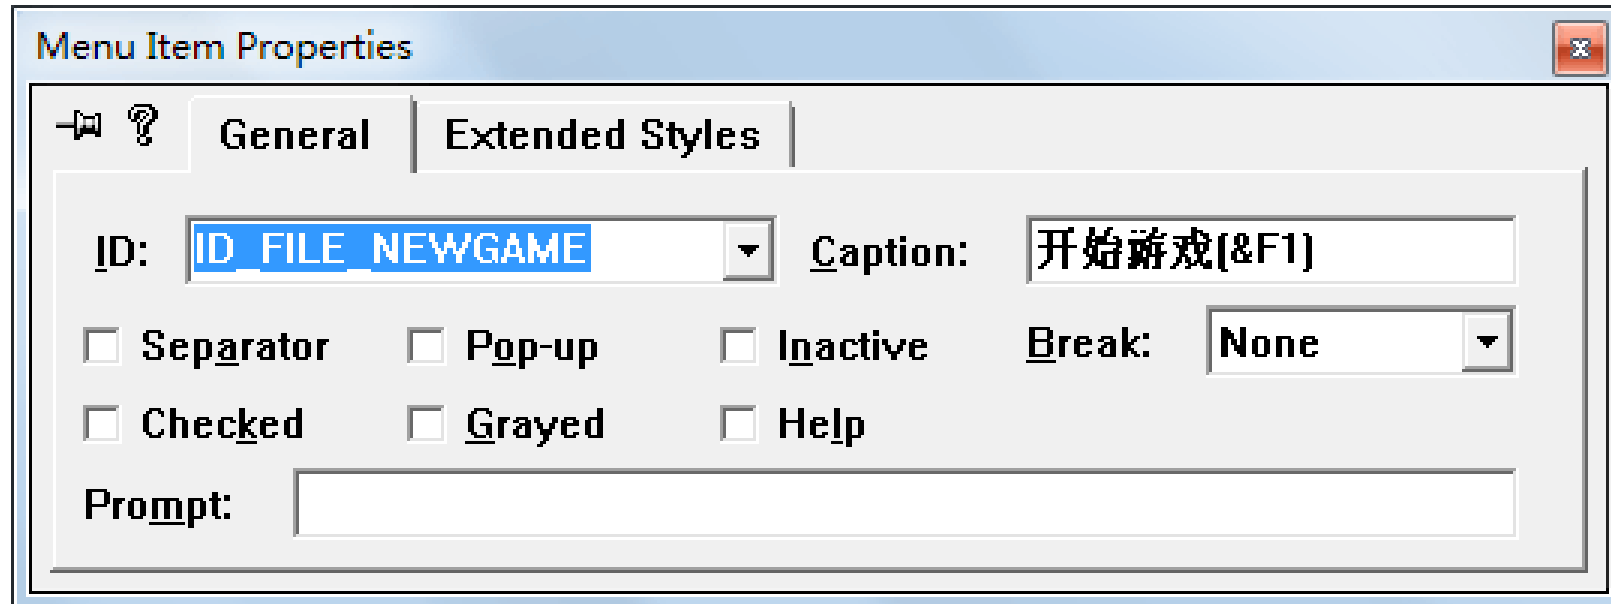 Menu Item Properties
General Extended Styles
ID: ID_FILE_NEWGAME Caption: 开始游戏(&F1)
Separator Pop-up Inactive Break: None
Checked Grayed Help
Prompt: